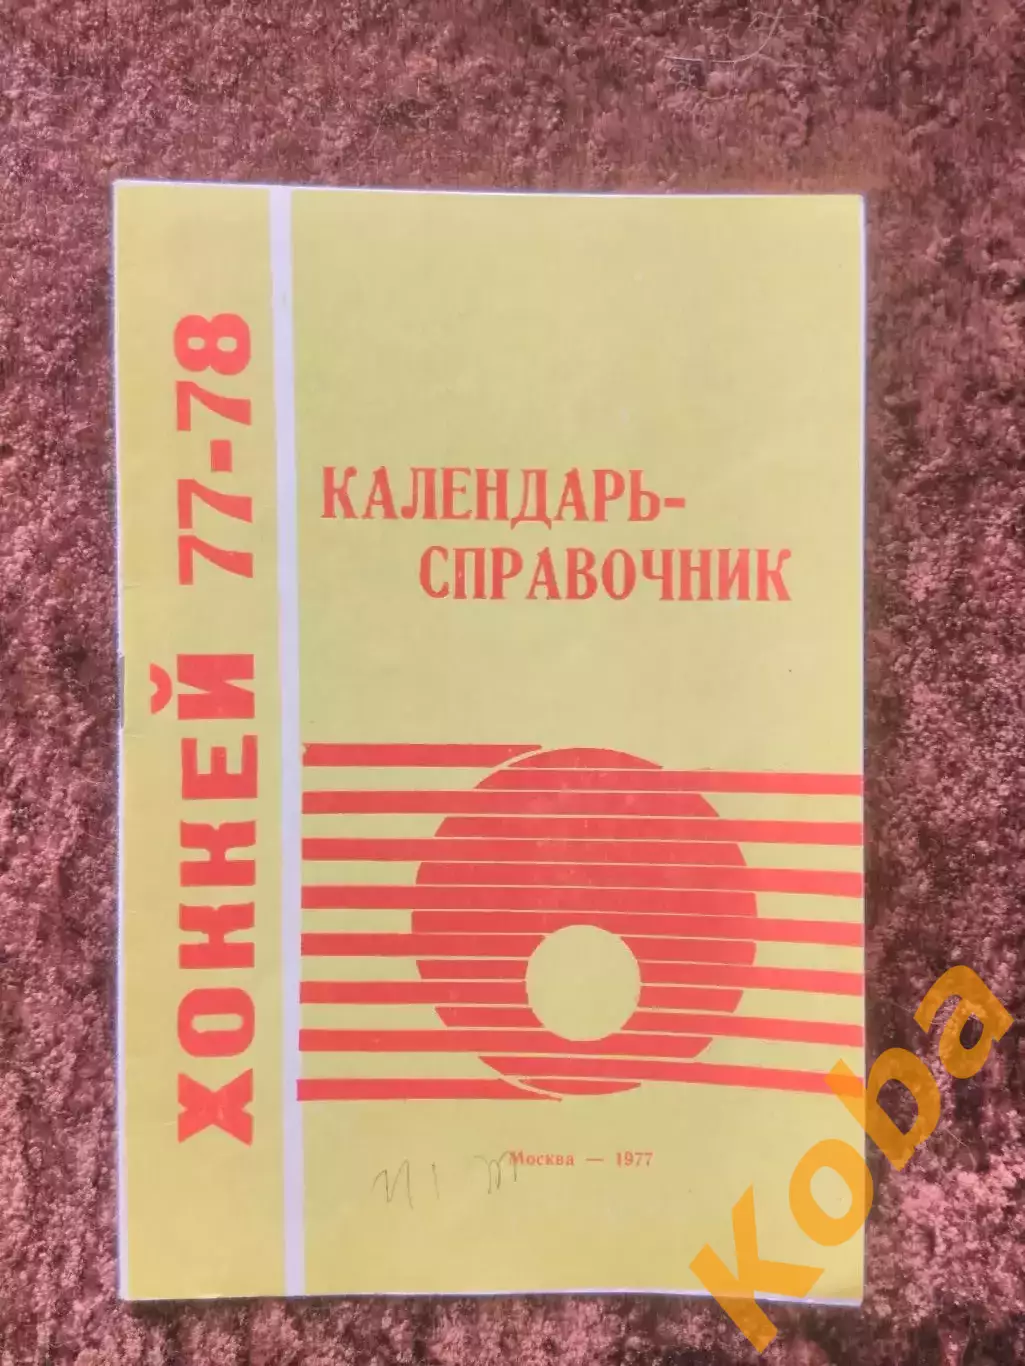 ХОККЕЙ 77-78
КАЛЕНДАРЬ-
СПРАВОЧНИК
Москва — 1977
Koba